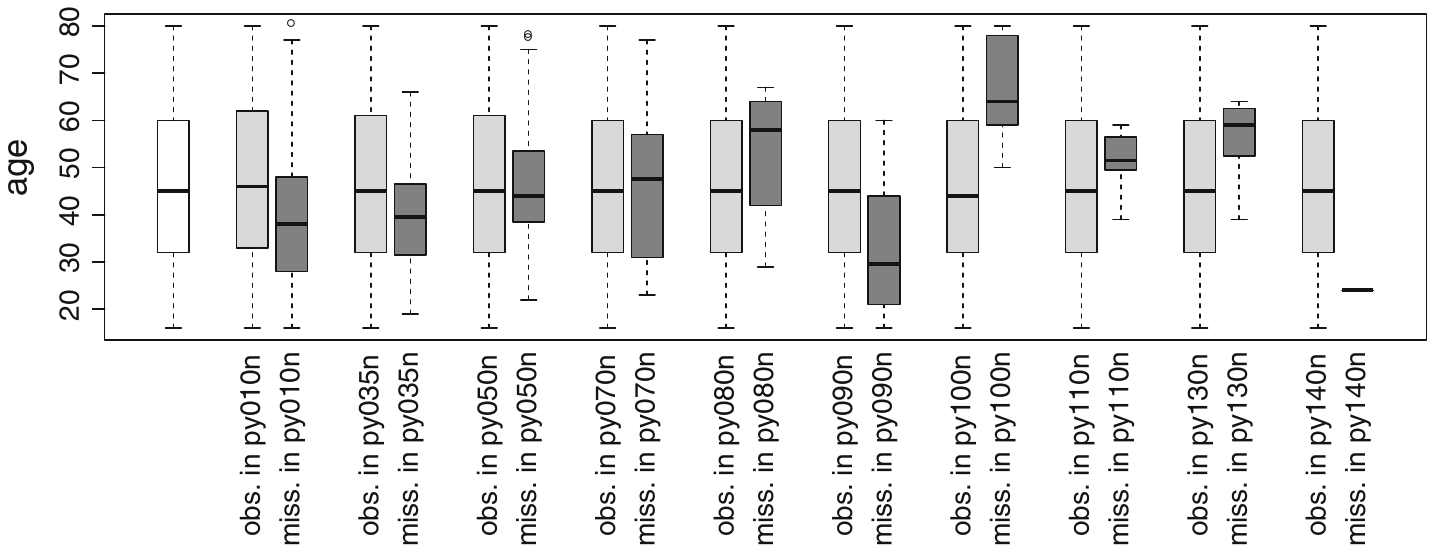 age
80
70
60
50
40
30
20
obs. in py010n
miss. in py010n
obs. in py035n
miss. in py035n
obs. in py050n
miss. in py050n
obs. in py070n
miss. in py070n
obs. in py080n
miss. in py080n
obs. in py090n
miss. in py090n
obs. in py100n
miss. in py100n
obs. in py110n
miss. in py110n
obs. in py130n
miss. in py130n
obs. in py140n
miss. in py140n